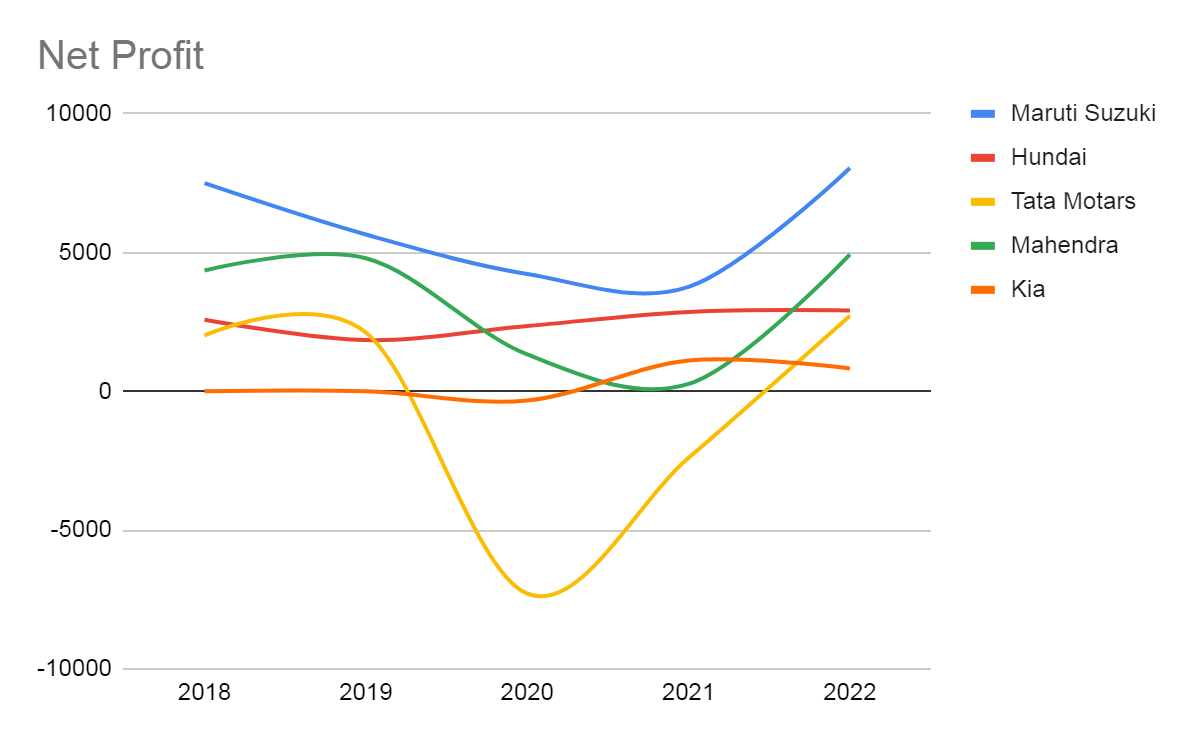 Net Profit
10000
5000
0
-5000
-10000
2018 2019 2020 2021 2022
Maruti Suzuki
Hundai
Tata Motars
Mahendra
Kia